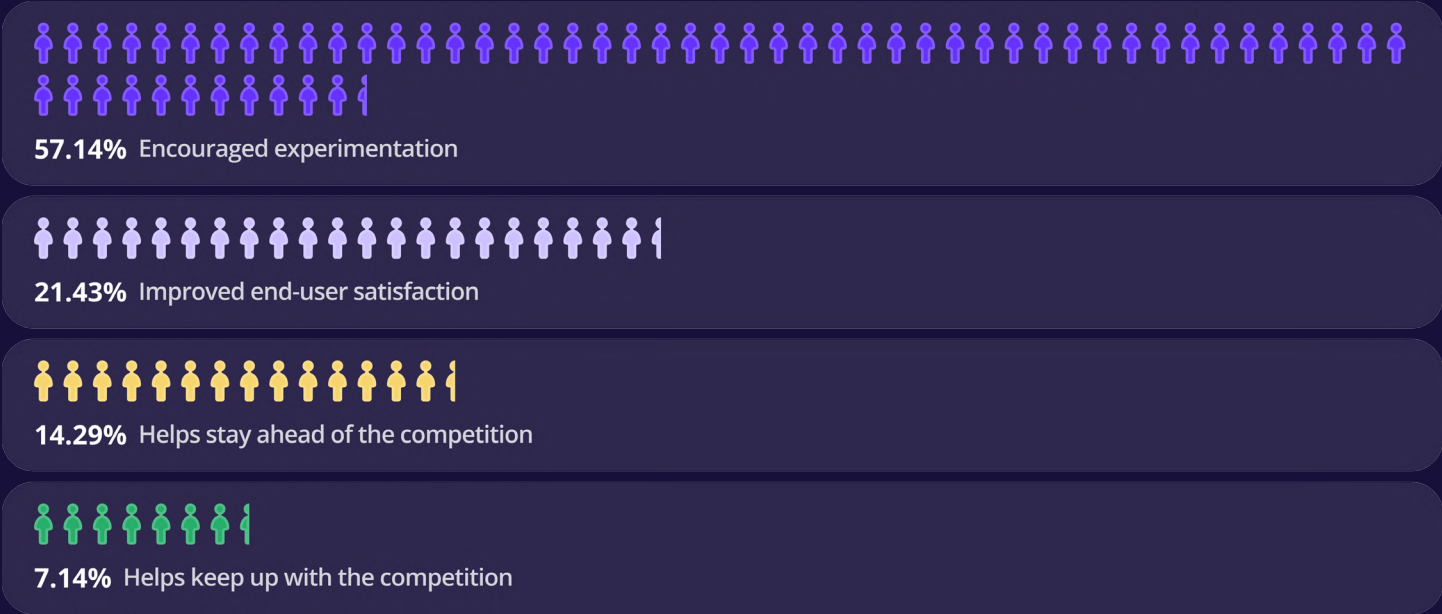 57.14% Encouraged experimentation
21.43% Improved end-user satisfaction
14.29% Helps stay ahead of the competition
7.14% Helps keep up with the competition